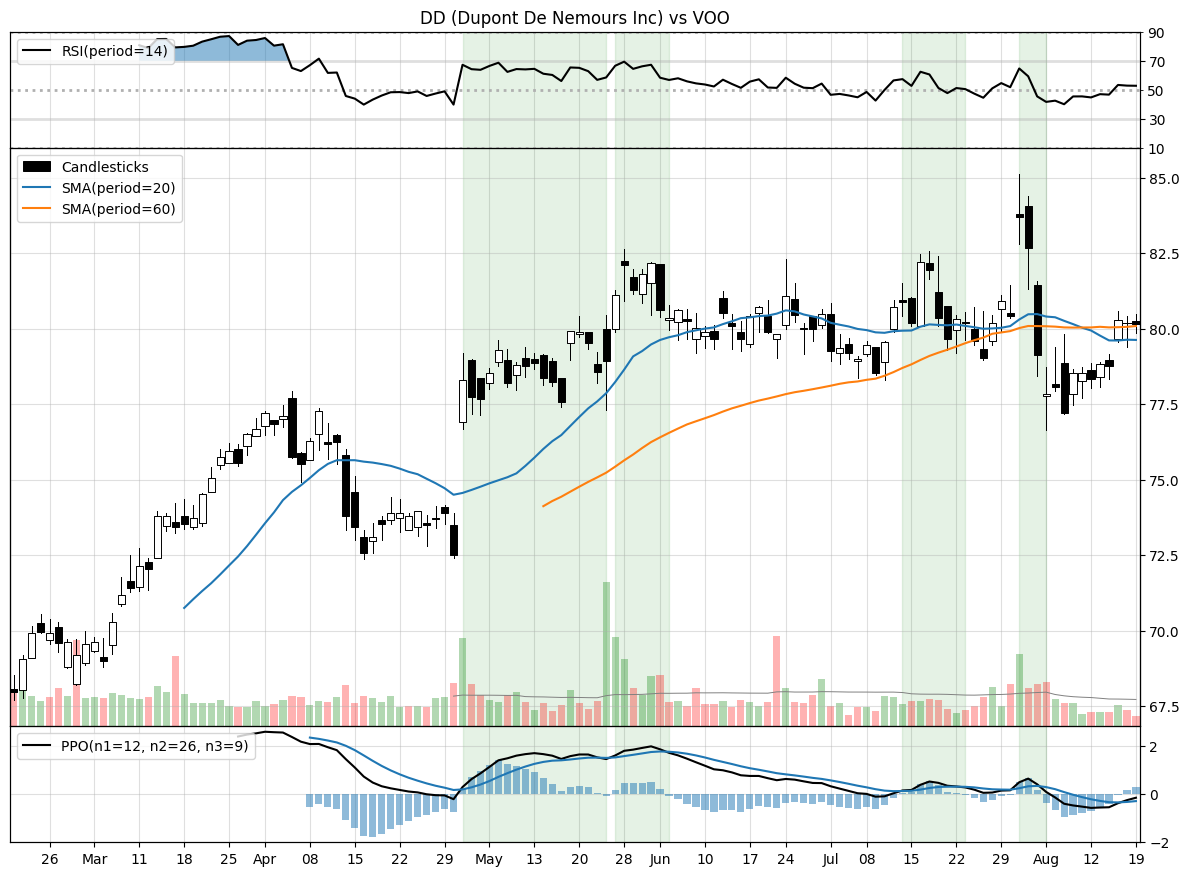 DD (Dupont De Nemours Inc) vs VOO
RSI(period=14)
90
70
50
30
10
Candlesticks
SMA(period=20)
SMA(period=60)
85.0
82.5
80.0
77.5
75.0
72.5
70.0
67.5
PPO(n1=12, n2=26, n3=9)
2
0
−2
26 Mar 11 18 25 Apr 08 15 22 29 May 13 20 28 Jun 10 17 24 Jul 08 15 22 29 Aug 12 19